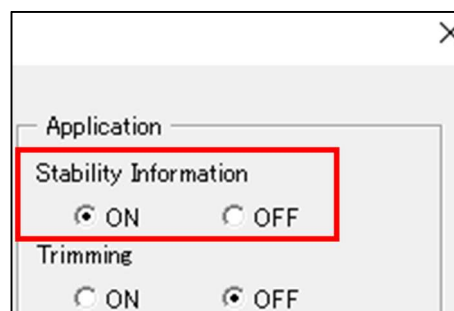 Application
Stability Information
ON OFF
Trimming
ON OFF